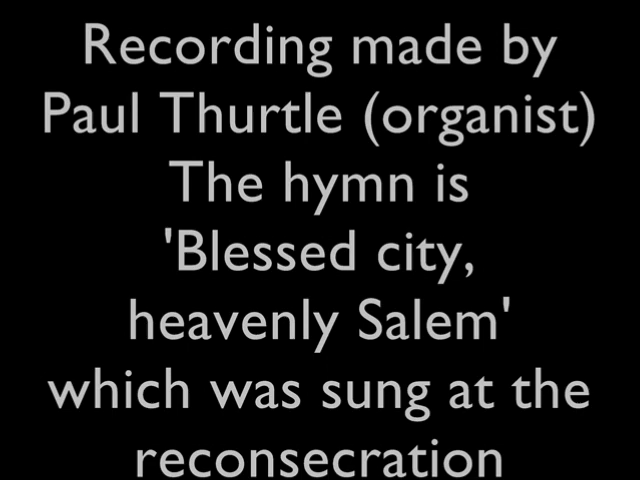 Recording made by
Paul Thurtle (organist)
The hymn is
'Blessed city,
heavenly Salem'
which was sung at the
reconsecration